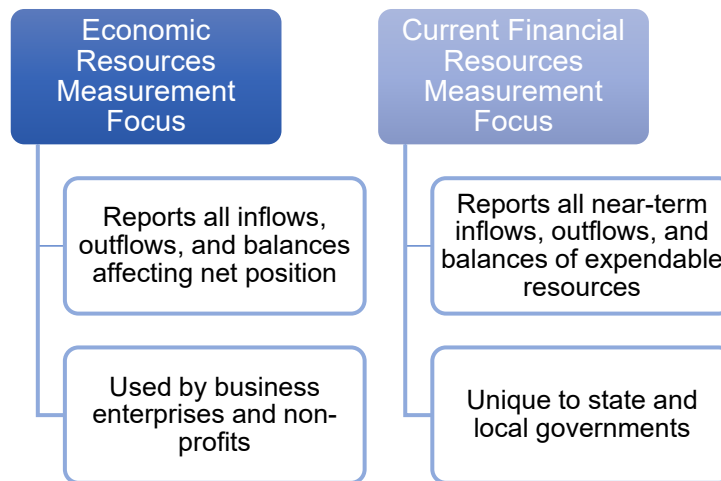 Economic
Resources
Measurement
Focus
Reports all inflows,
outflows, and balances
affecting net position
Used by business
enterprises and non-
profits
Current Financial
Resources
Measurement
Focus
Reports all near-term
inflows, outflows, and
balances of expendable
resources
Unique to state and
local governments